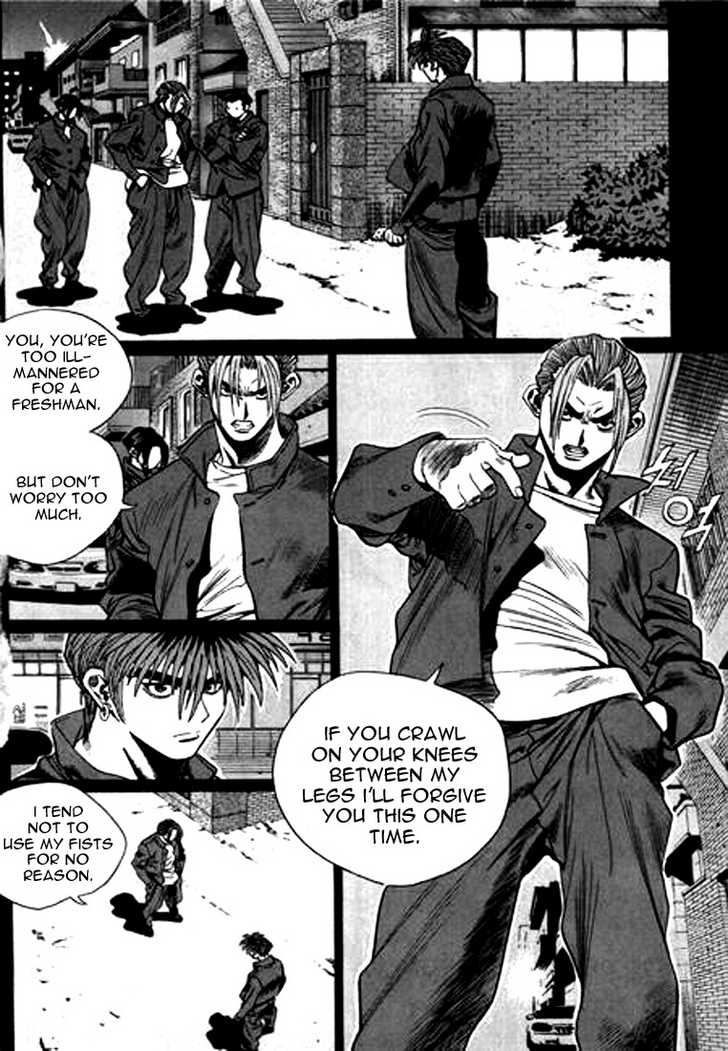 YOU, YOU'RE
TOO ILL-
MANNERED
FOR A
FRESHMAN.
BUT DON'T
WORRY TOO
MUCH.
IF YOU CRAWL
ON YOUR KNEES
BETWEEN MY
LEGS I'LL FORGIVE
YOU THIS ONE
TIME.
I TEND
NOT TO
USE MY FISTS
FOR NO
REASON.